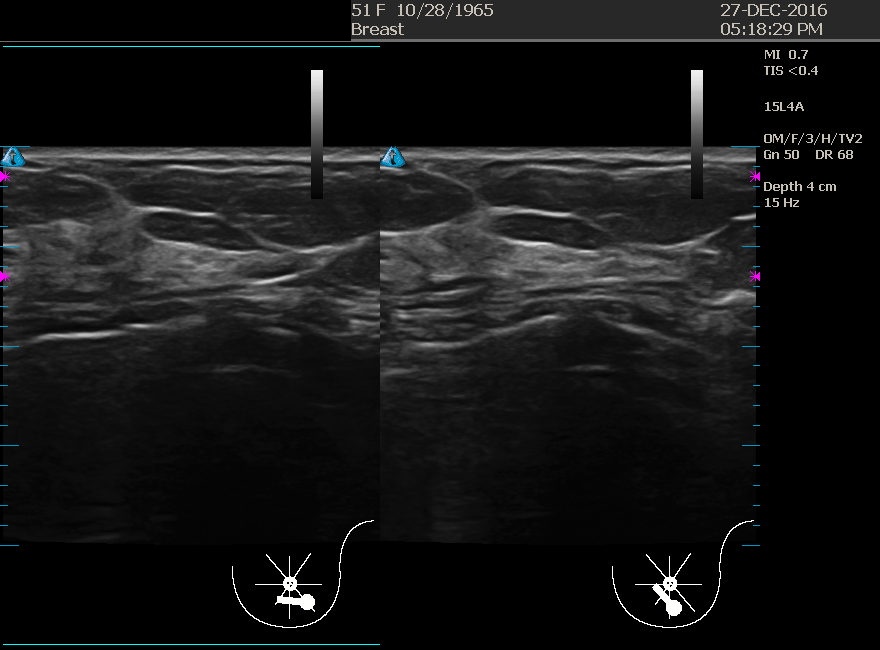 51 F 10/28/1965
27-DEC-2016
Breast
05:18:29 PM
MI 0.7
TIS <0.4
15L4A
OM/F/3/H/TV2
Gn 50 DR 68
Depth 4 cm
15 Hz